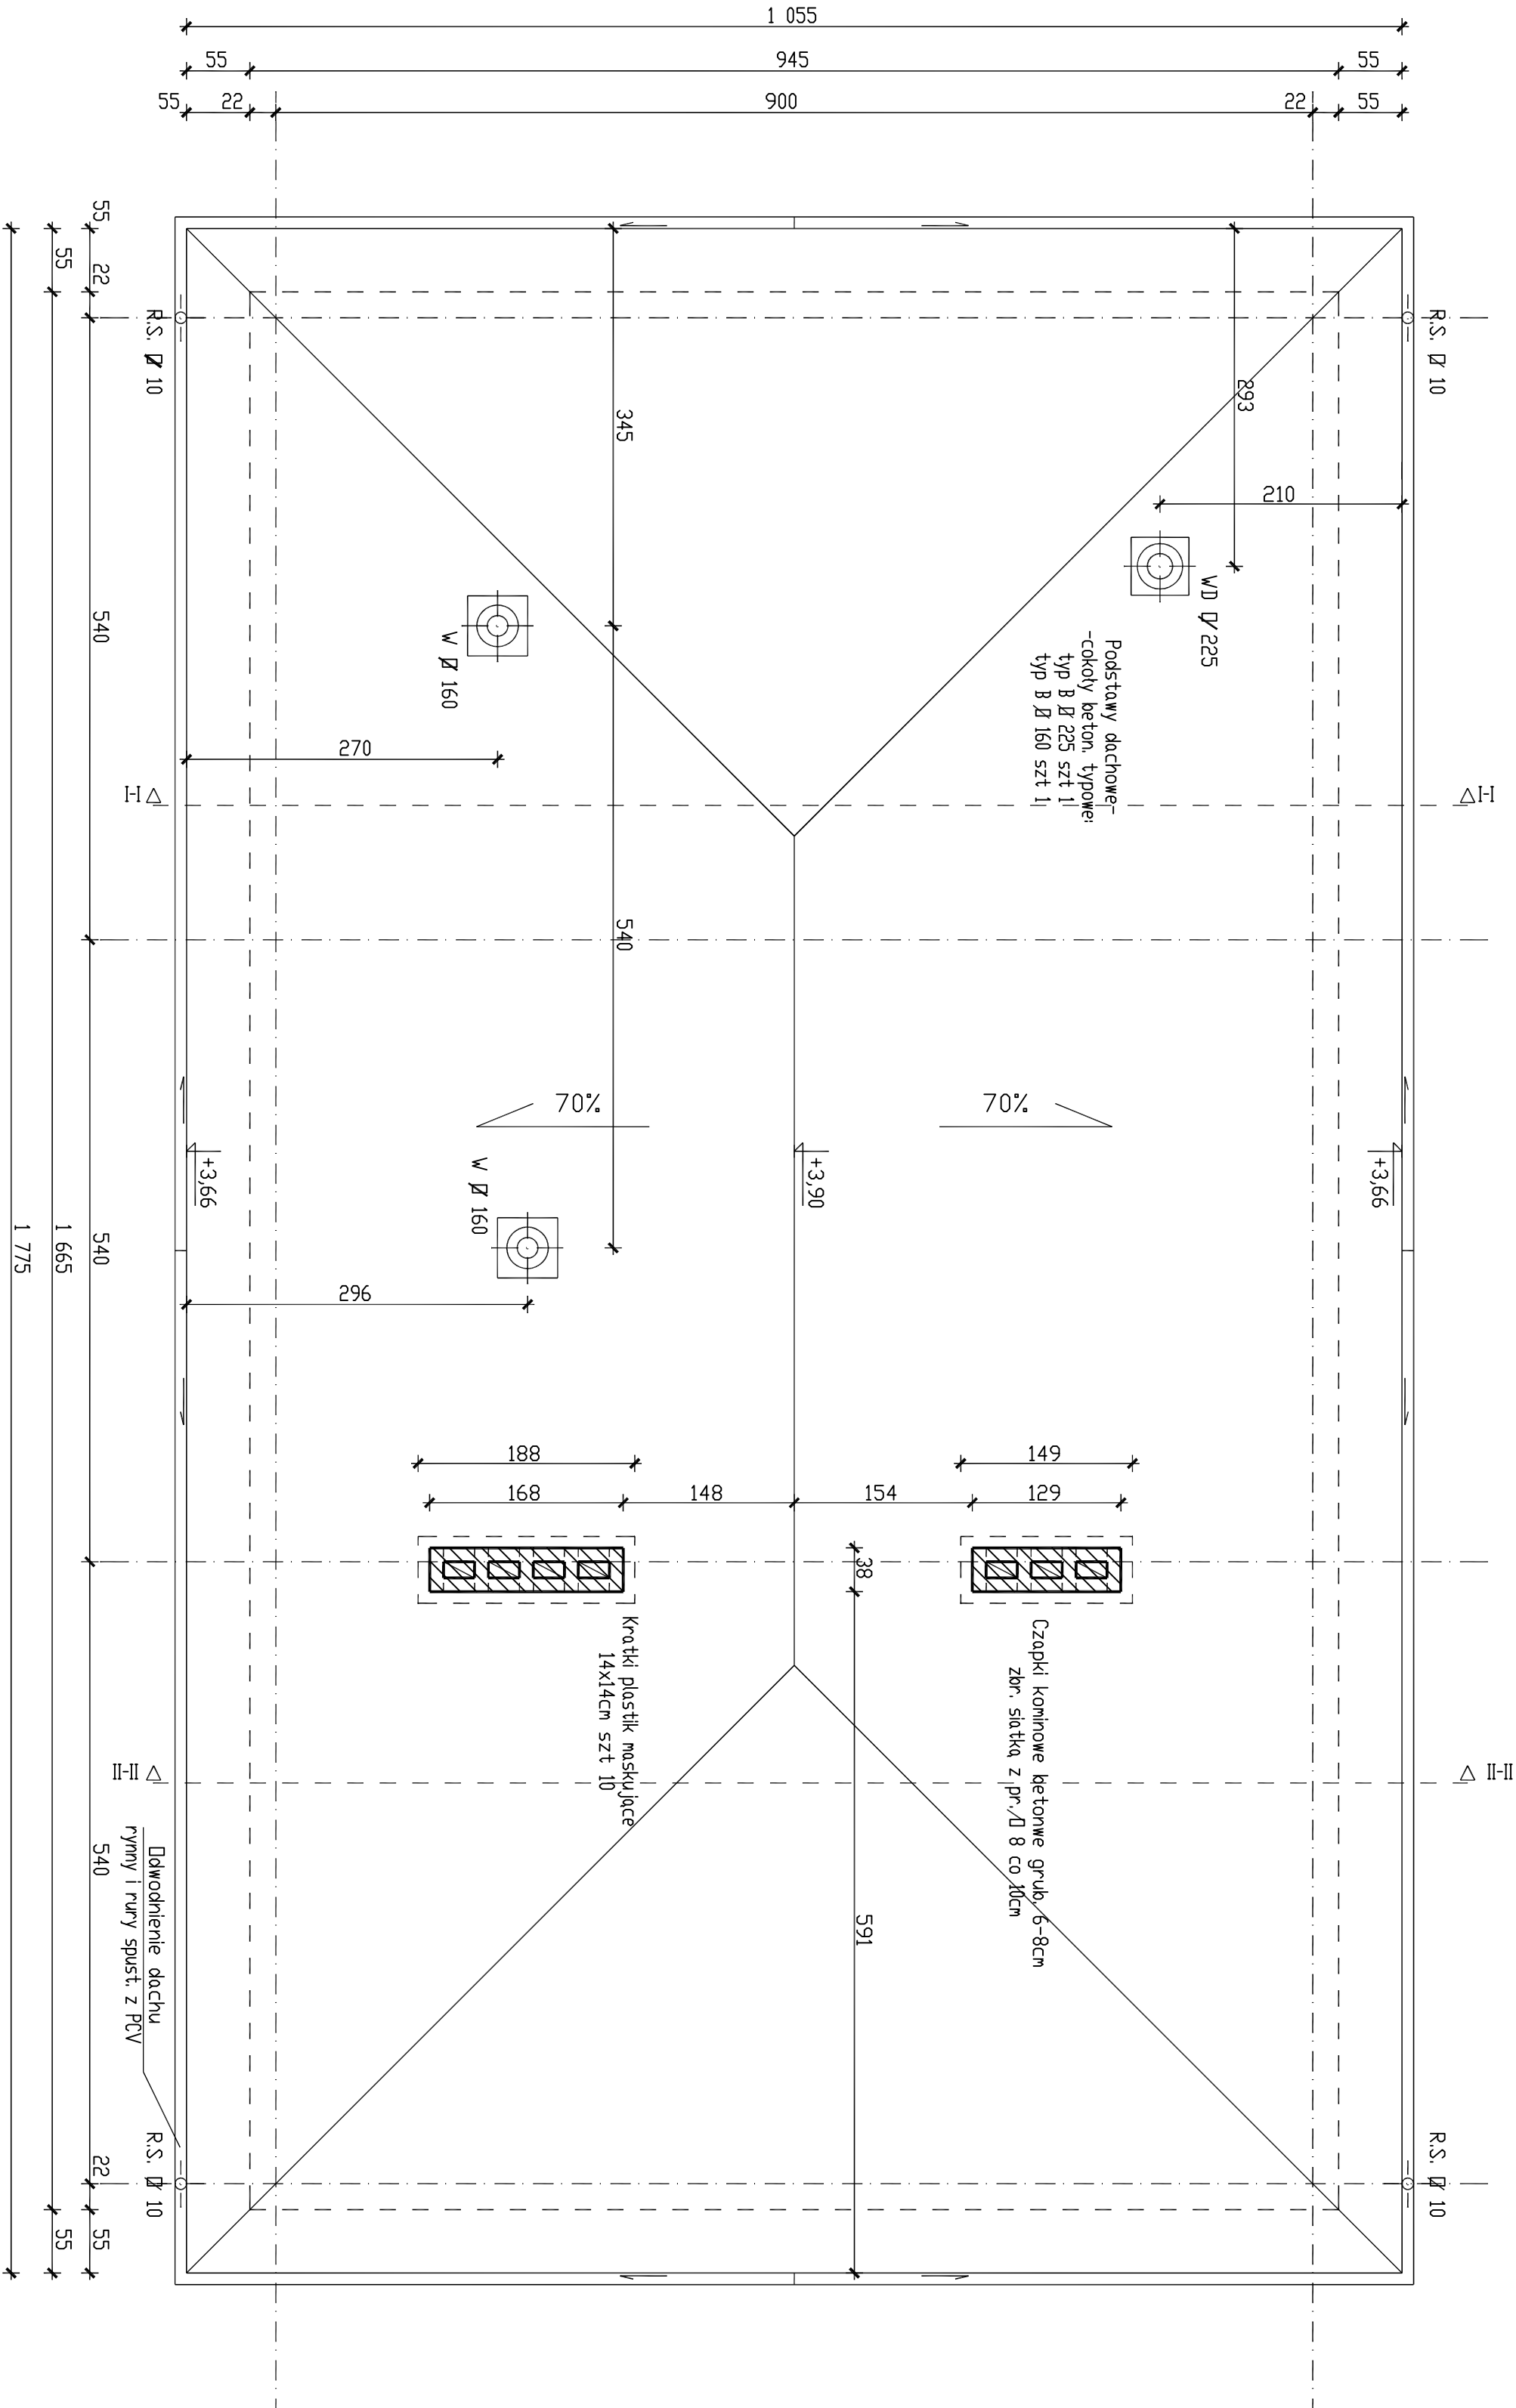 1 055
55
945
55
55
22
900
22
55
55
22
540
540
540
22
55
55
1 665
55
1 775
R.S. Ø 10
R.S. Ø 10
345
293
210
WD Ø 225
W Ø 160
Podstawy dachowe-
-cokoły beton. typowe:
typ B Ø 225 szt 1
typ B Ø 160 szt 1
270
I-I
I-I
540
70%
70%
+3,66
+3,90
+3,66
W Ø 160
296
188
149
168
148
154
129
38
Kratki plastik maskujące
14x14cm szt 10
Czapki kominowe betonwe grub. 6-8cm
zbr. siatką z pr. Ø 8 co 10cm
II-II
II-II
591
Odwodnienie dachu
rynny i rury spust. z PCV
R.S. Ø 10
R.S. Ø 10